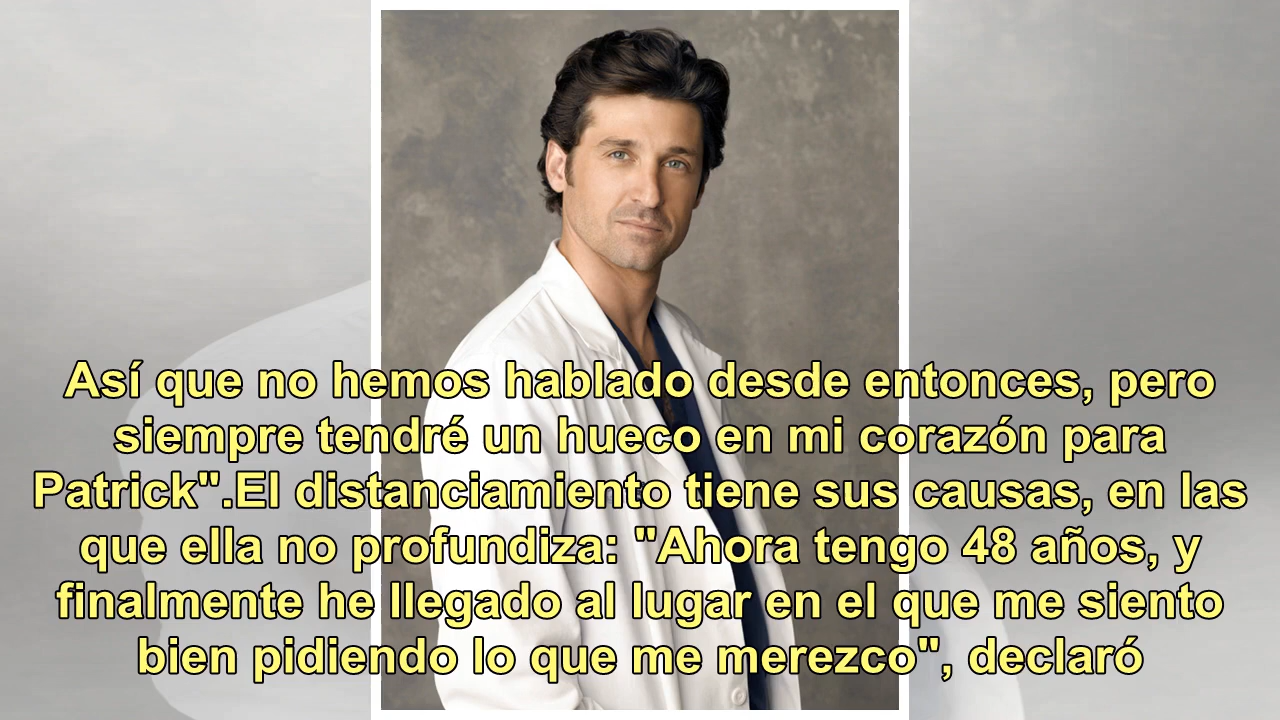 Así que no hemos hablado desde entonces, pero
siempre tendré un hueco en mi corazón para
Patrick".El distanciamiento tiene sus causas, en las
que ella no profundiza: "Ahora tengo 48 años, y
finalmente he llegado al lugar en el que me siento
bien pidiendo lo que me merezco", declaró